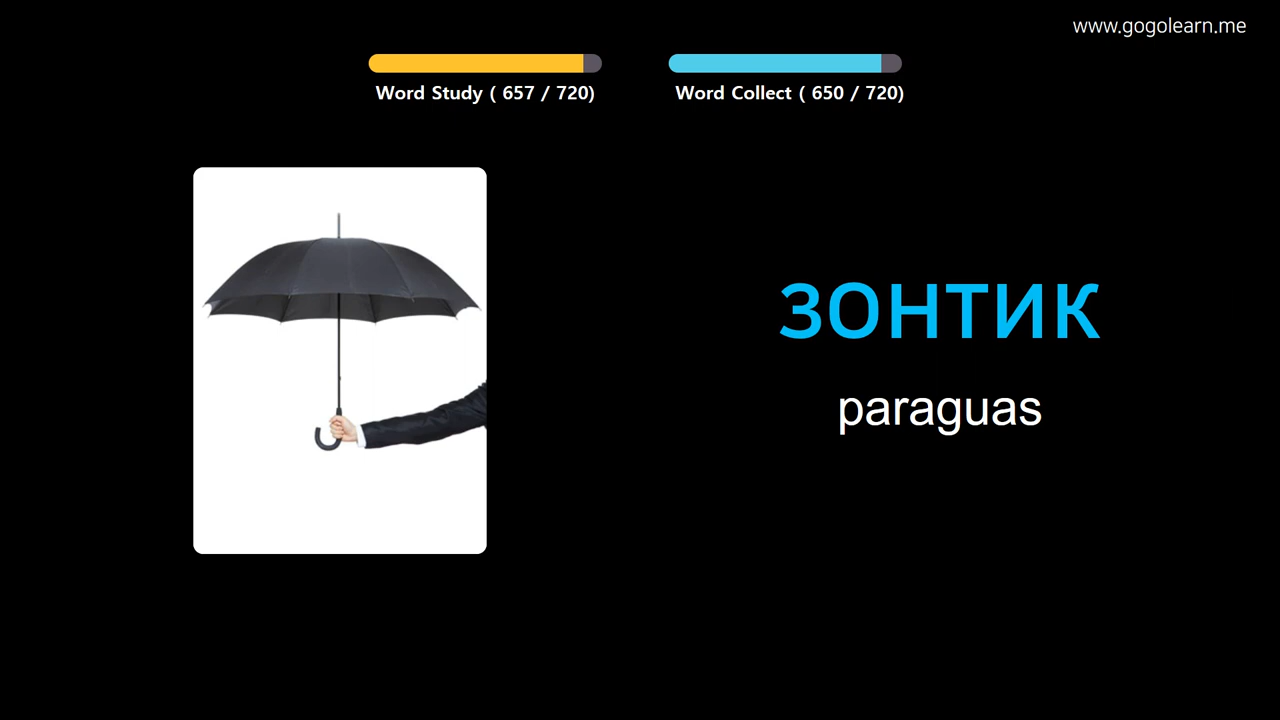 www.gogolearn.me
Word Study ( 657 / 720)
Word Collect ( 650 / 720)
зонтик
paraguas